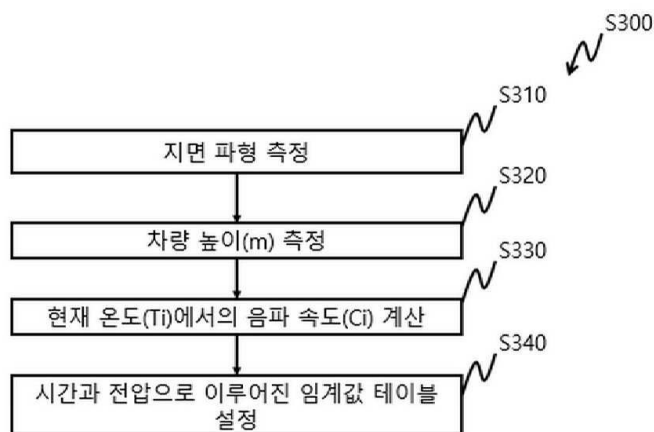 S300
S310
지면 파형 측정
S320
차량 높이(m) 측정
S330
현재 온도(Ti)에서의 음파 속도(Ci) 계산
S340
시간과 전압으로 이루어진 임계값 테이블
설정